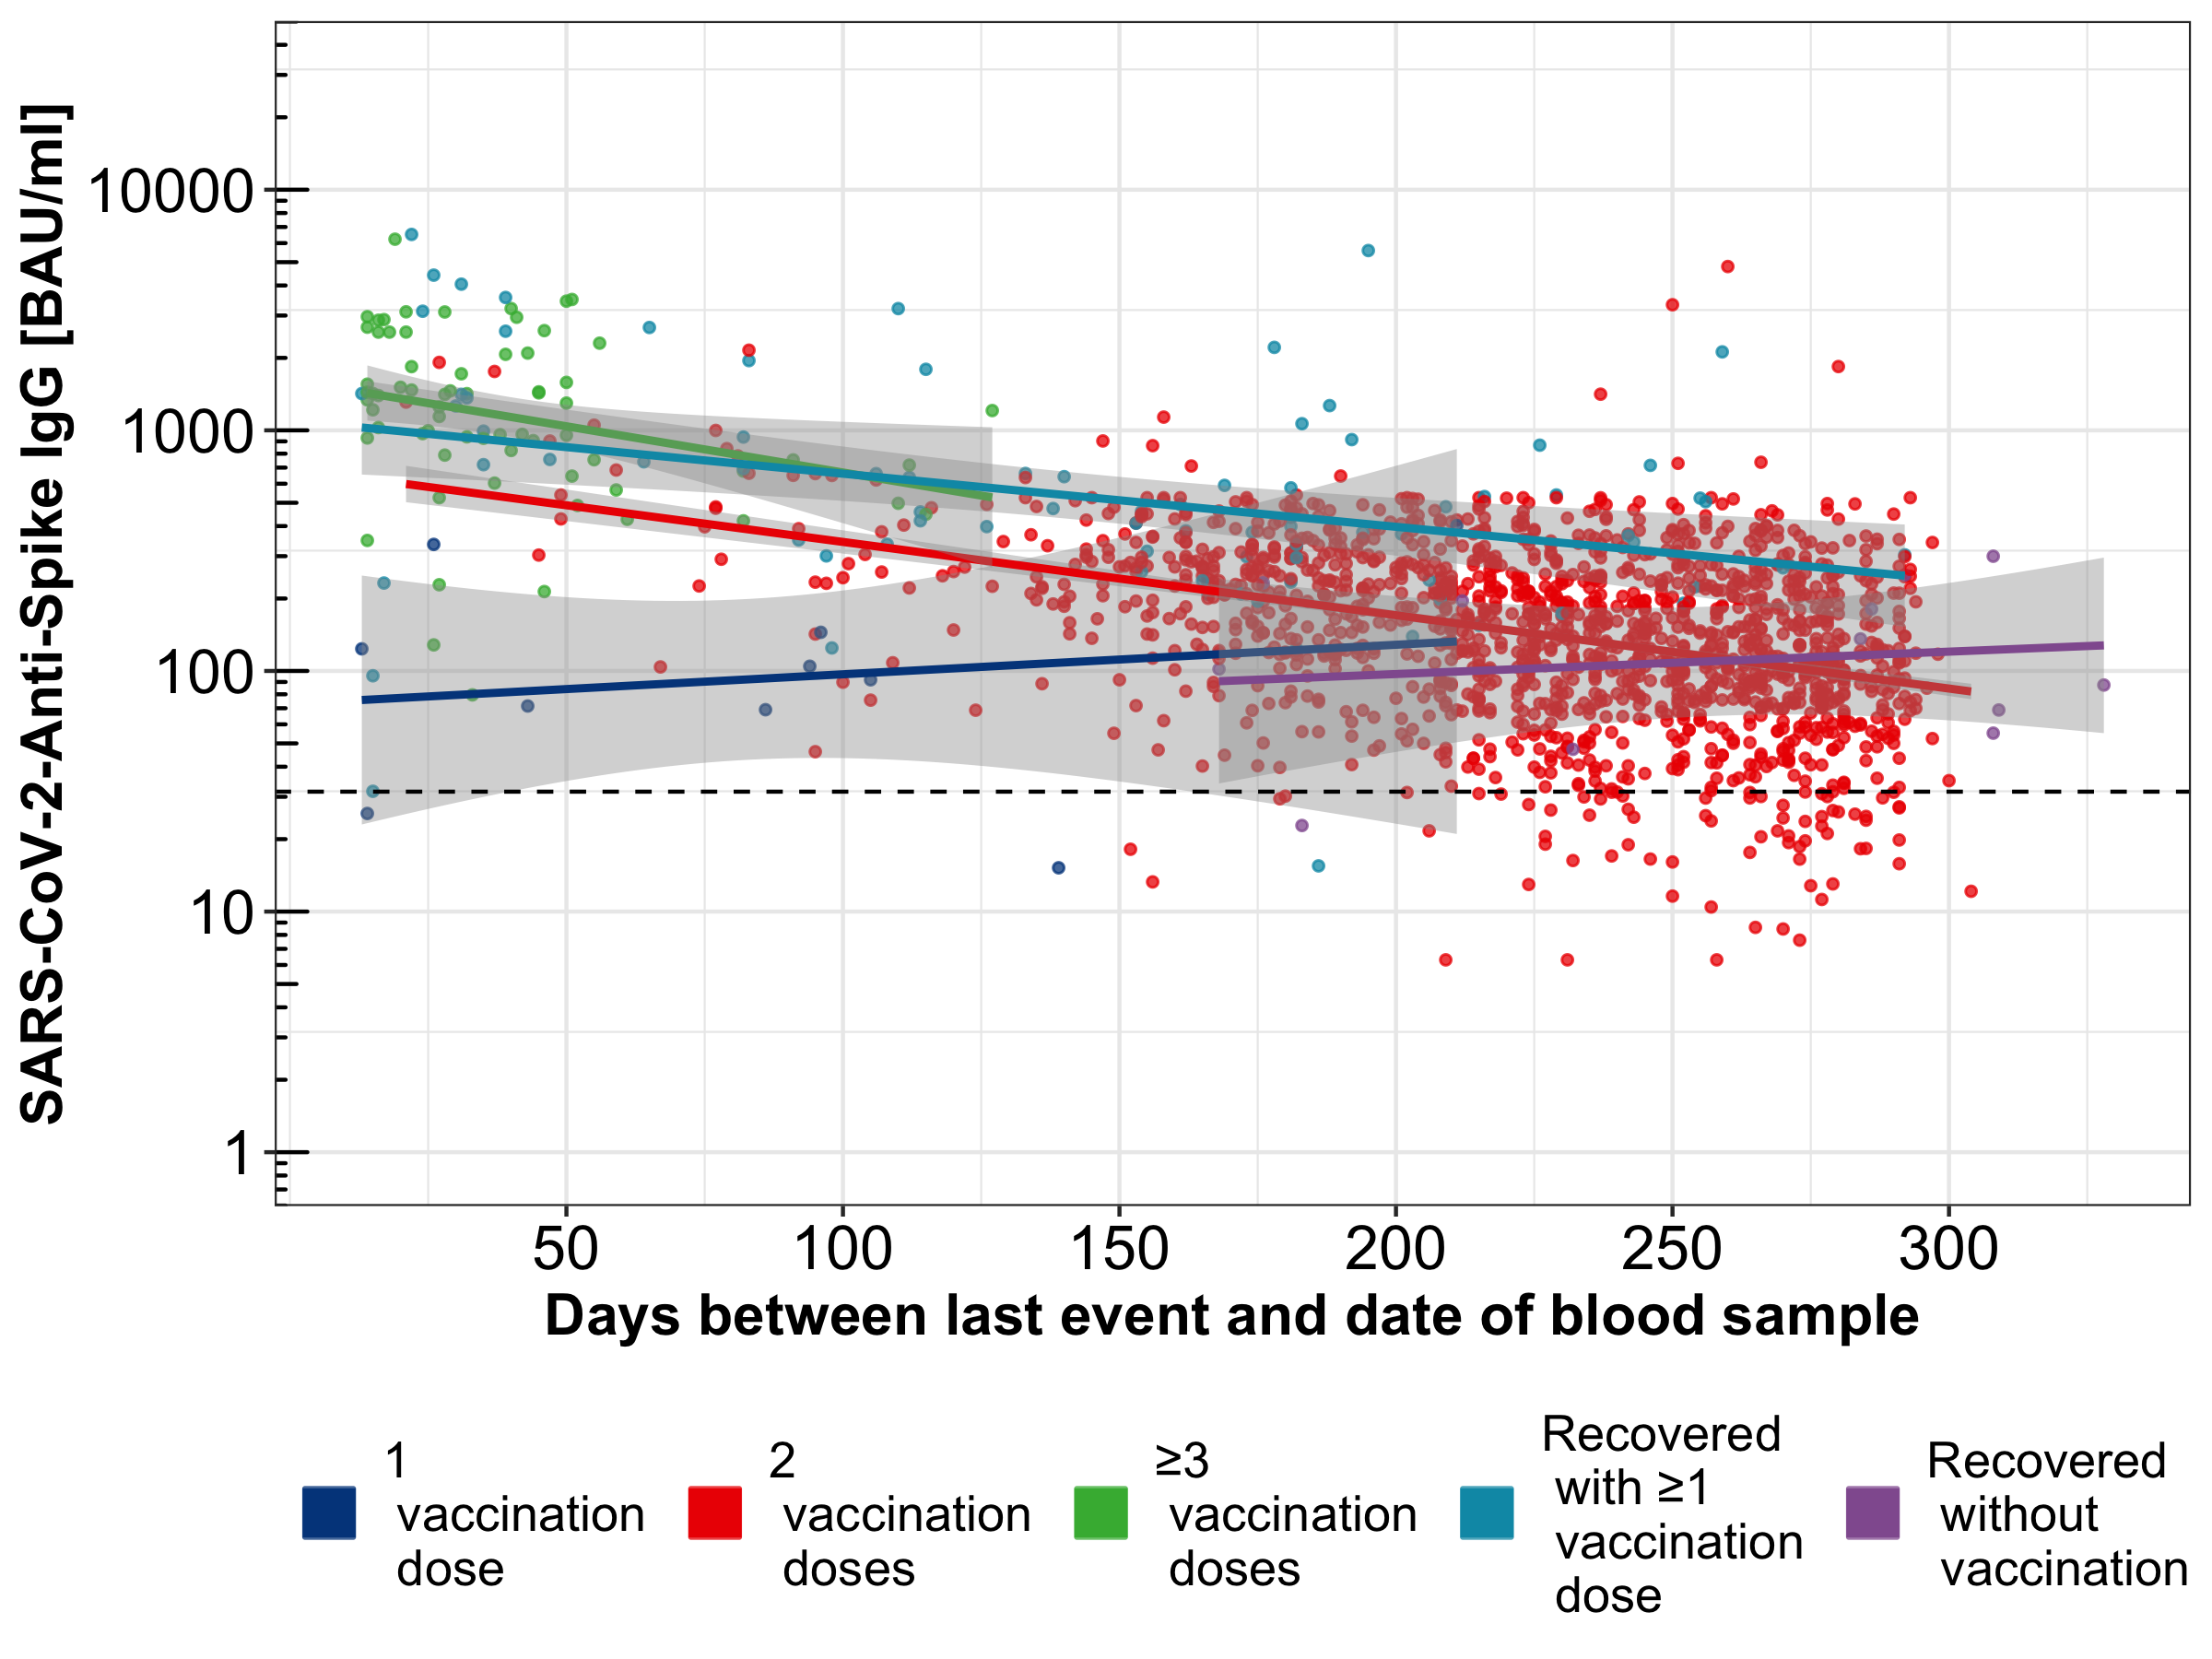 SARS-CoV-2-Anti-Spike IgG [BAU/ml]
10000
1000
100
10
1
50 100 150 200 250 300
Days between last event and date of blood sample
1
vaccination
dose
2
vaccination
doses
≥3
vaccination
doses
Recovered
with ≥1
vaccination
dose
Recovered
without
vaccination